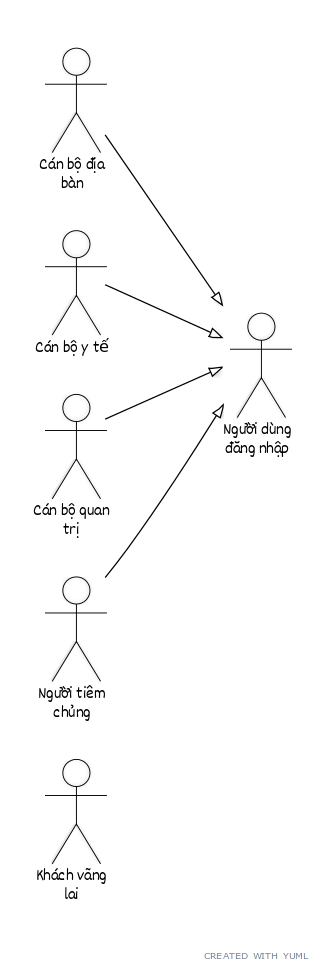 Cán bộ địa
bàn
Cán bộ y tế
Người dùng
đăng nhập
Cán bộ quan
trị
Người tiêm
chủng
Khách vãng
lai
CREATED WITH YUML